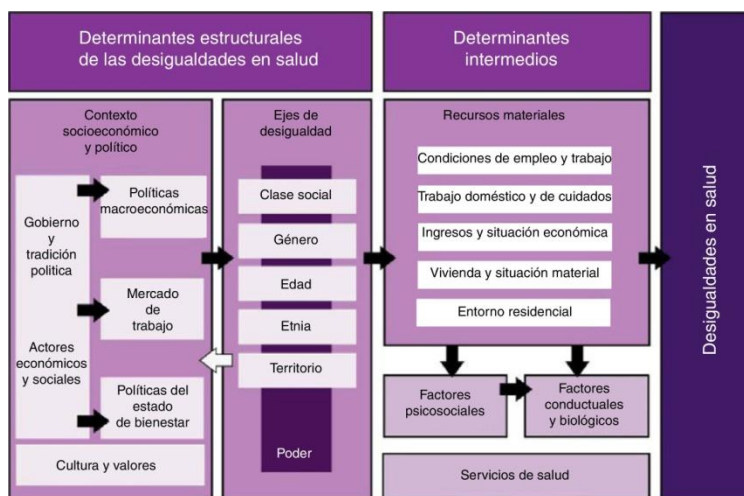 Determinantes estructurales
de las desigualdades en salud
Determinantes
intermedios
Contexto
socioeconómico
y político
Gobierno
y
tradición
politica
Actores
económicos
y sociales
Políticas
macroeconómicas
Mercado
de
trabajo
Políticas del
estado
de bienestar
Cultura y valores
Ejes de
desigualdad
Clase social
Género
Edad
Etnia
Territorio
Poder
Recursos materiales
Condiciones de empleo y trabajo
Trabajo doméstico y de cuidados
Ingresos y situación económica
Vivienda y situación material
Entorno residencial
Factores
psicosociales
Factores
conductuales
y biológicos
Servicios de salud
Desigualdades en salud